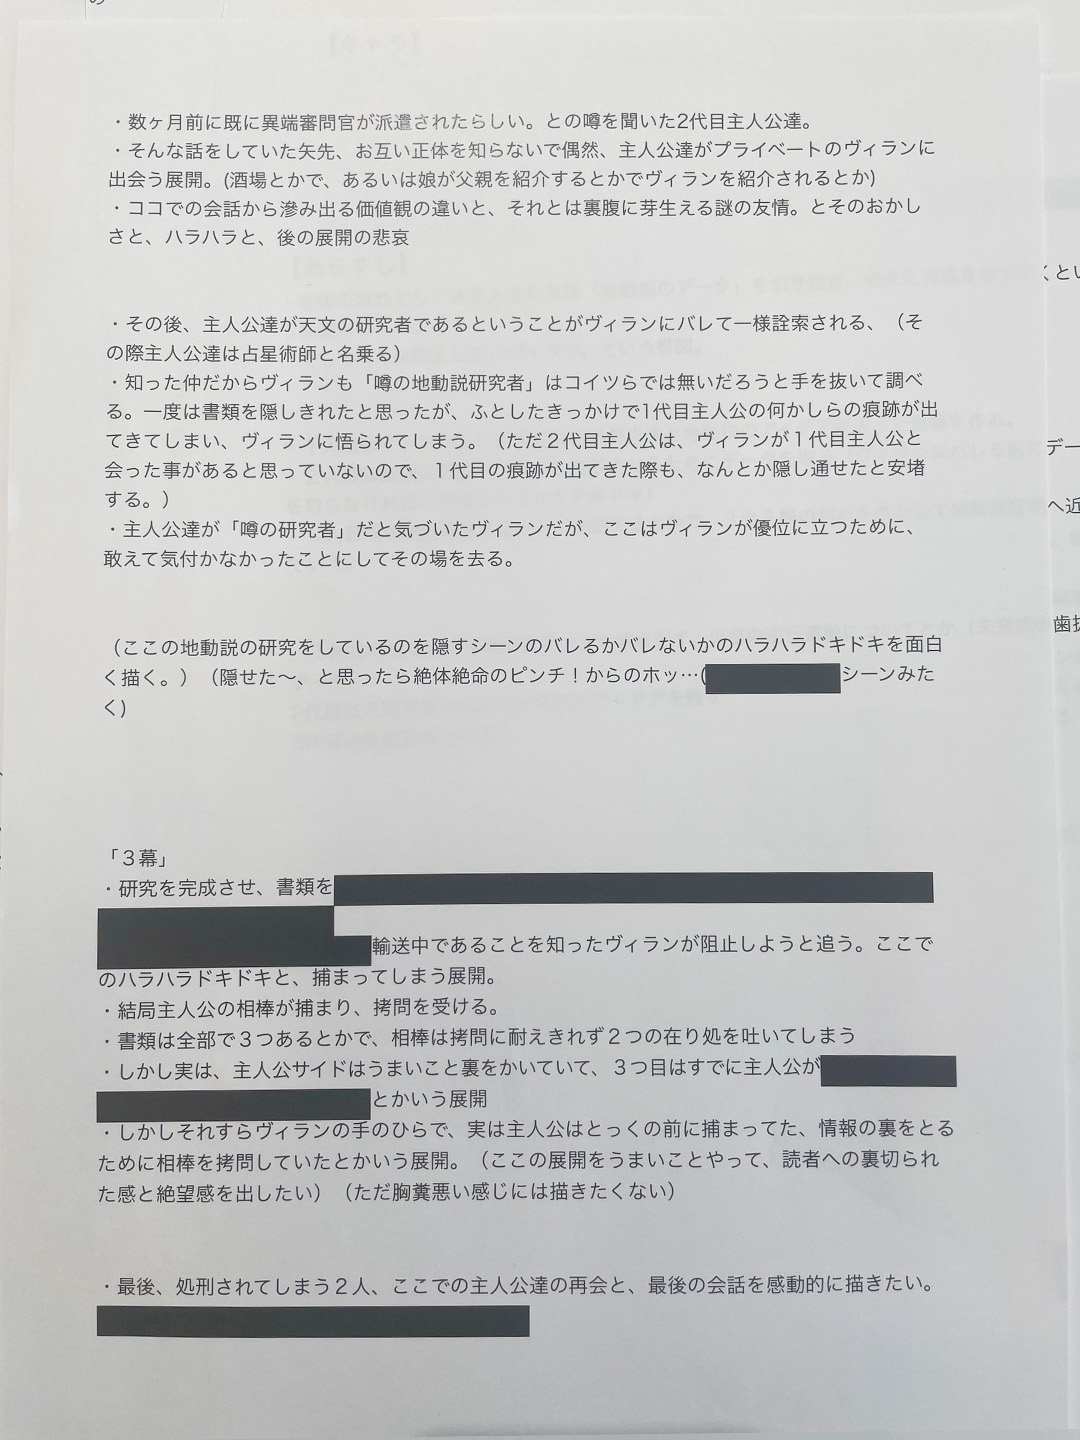 ・数ヶ月前に既に異端審問官が派遣されたらしい。との噂を聞いた2代目主人公達。
・そんな話をしていた矢先、お互い正体を知らないで偶然、主人公達がプライベートのヴィランに
出会う展開。(酒場とかで、あるいは娘が父親を紹介するとかでヴィランを紹介されるとか)
・ココでの会話から滲み出る価値観の違いと、それとは裏腹に芽生える謎の友情。とそのおかし
さと、ハラハラと、後の展開の悲哀
・その後、主人公達が天文の研究者であるということがヴィランにバレて一様詮索される、（そ
の際主人公達は占星術師と名乗る）
・知った仲だからヴィランも「噂の地動説研究者」はコイツらでは無いだろうと手を抜いて調べ
る。一度は書類を隠しきれたと思ったが、ふとしたきっかけで1代目主人公の何かしらの痕跡が出
てきてしまい、ヴィランに悟られてしまう。（ただ２代目主人公は、ヴィランが１代目主人公と
会った事があると思っていないので、１代目の痕跡が出てきた際も、なんとか隠し通せたと安堵
する。）
・主人公達が「噂の研究者」だと気づいたヴィランだが、ここはヴィランが優位に立つために、
敢えて気付かなかったことにしてその場を去る。
（ここの地動説の研究をしているのを隠すシーンのバレるかバレないかのハラハラドキドキを面白
く描く。）（隠せた〜、と思ったら絶体絶命のピンチ！からのホッ…(シーンみた
く)
「３幕」
・研究を完成させ、書類を
輸送中であることを知ったヴィランが阻止しようと追う。ここで
のハラハラドキドキと、捕まってしまう展開。
・結局主人公の相棒が捕まり、拷問を受ける。
・書類は全部で３つあるとかで、相棒は拷問に耐えきれず２つの在り処を吐いてしまう
・しかし実は、主人公サイドはうまいこと裏をかいていて、３つ目はすでに主人公が
とかいう展開
・しかしそれすらヴィランの手のひらで、実は主人公はとっくの前に捕まってた、情報の裏をとる
ために相棒を拷問していたとかいう展開。（ここの展開をうまいことやって、読者への裏切られ
た感と絶望感を出したい）（ただ胸糞悪い感じには描きたくない）
・最後、処刑されてしまう２人、ここでの主人公達の再会と、最後の会話を感動的に描きたい。